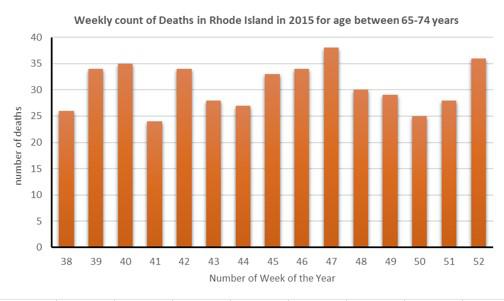 Weekly count of Deaths in Rhode Island in 2015 for age between 65-74 years
40
35
30
25
20
15
10
5
0
number of deaths
38 39 40 41 42 43 44 45 46 47 48 49 50 51 52
Number of Week of the Year